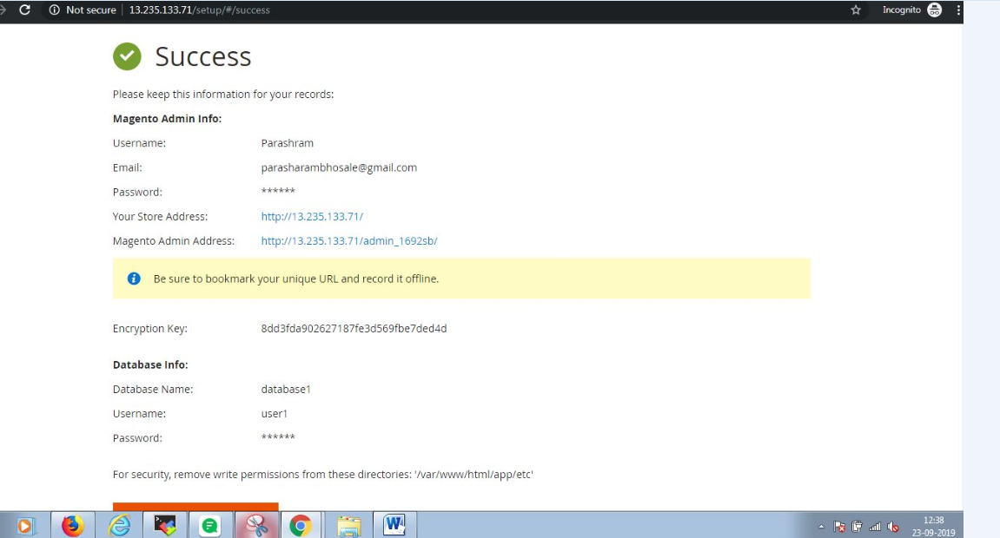 Not secure 13.235.133.71/setup/#/success Incognito
Success
Please keep this information for your records:
Magento Admin Info:
Username: Parashram
Email: parasharambhosale@gmail.com
Password: ******
Your Store Address: http://13.235.133.71/
Magento Admin Address: http://13.235.133.71/admin_1692sb/
Be sure to bookmark your unique URL and record it offline.
Encryption Key: 8dd3fda902627187fe3d569fbe7ded4d
Database Info:
Database Name: database1
Username: user1
Password: ******
For security, remove write permissions from these directories: '/var/www/html/app/etc'
12:38
23-09-2019